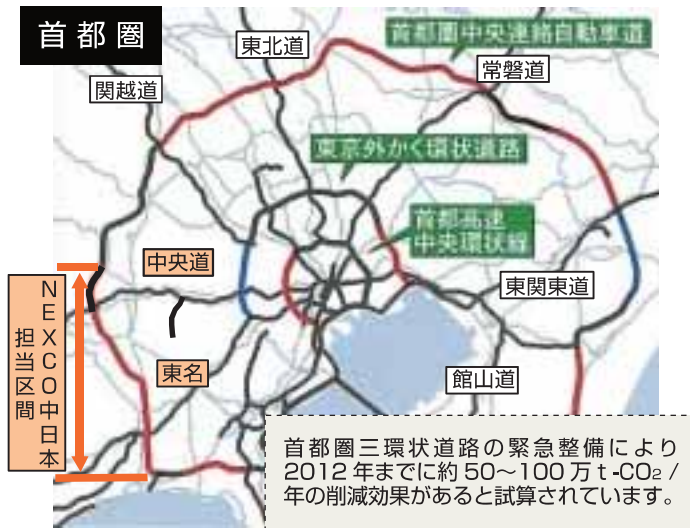 首都圏
東北道
首都圏中央連絡自動車道
常磐道
関越道
東京外かく環状道路
首都高速
中央環状線
中央道
東関東道
NEXCO中日本
担当区間
東名
館山道
首都圏三環状道路の緊急整備により
2012年までに約50～100万t-CO₂/
年の削減効果があると試算されています。